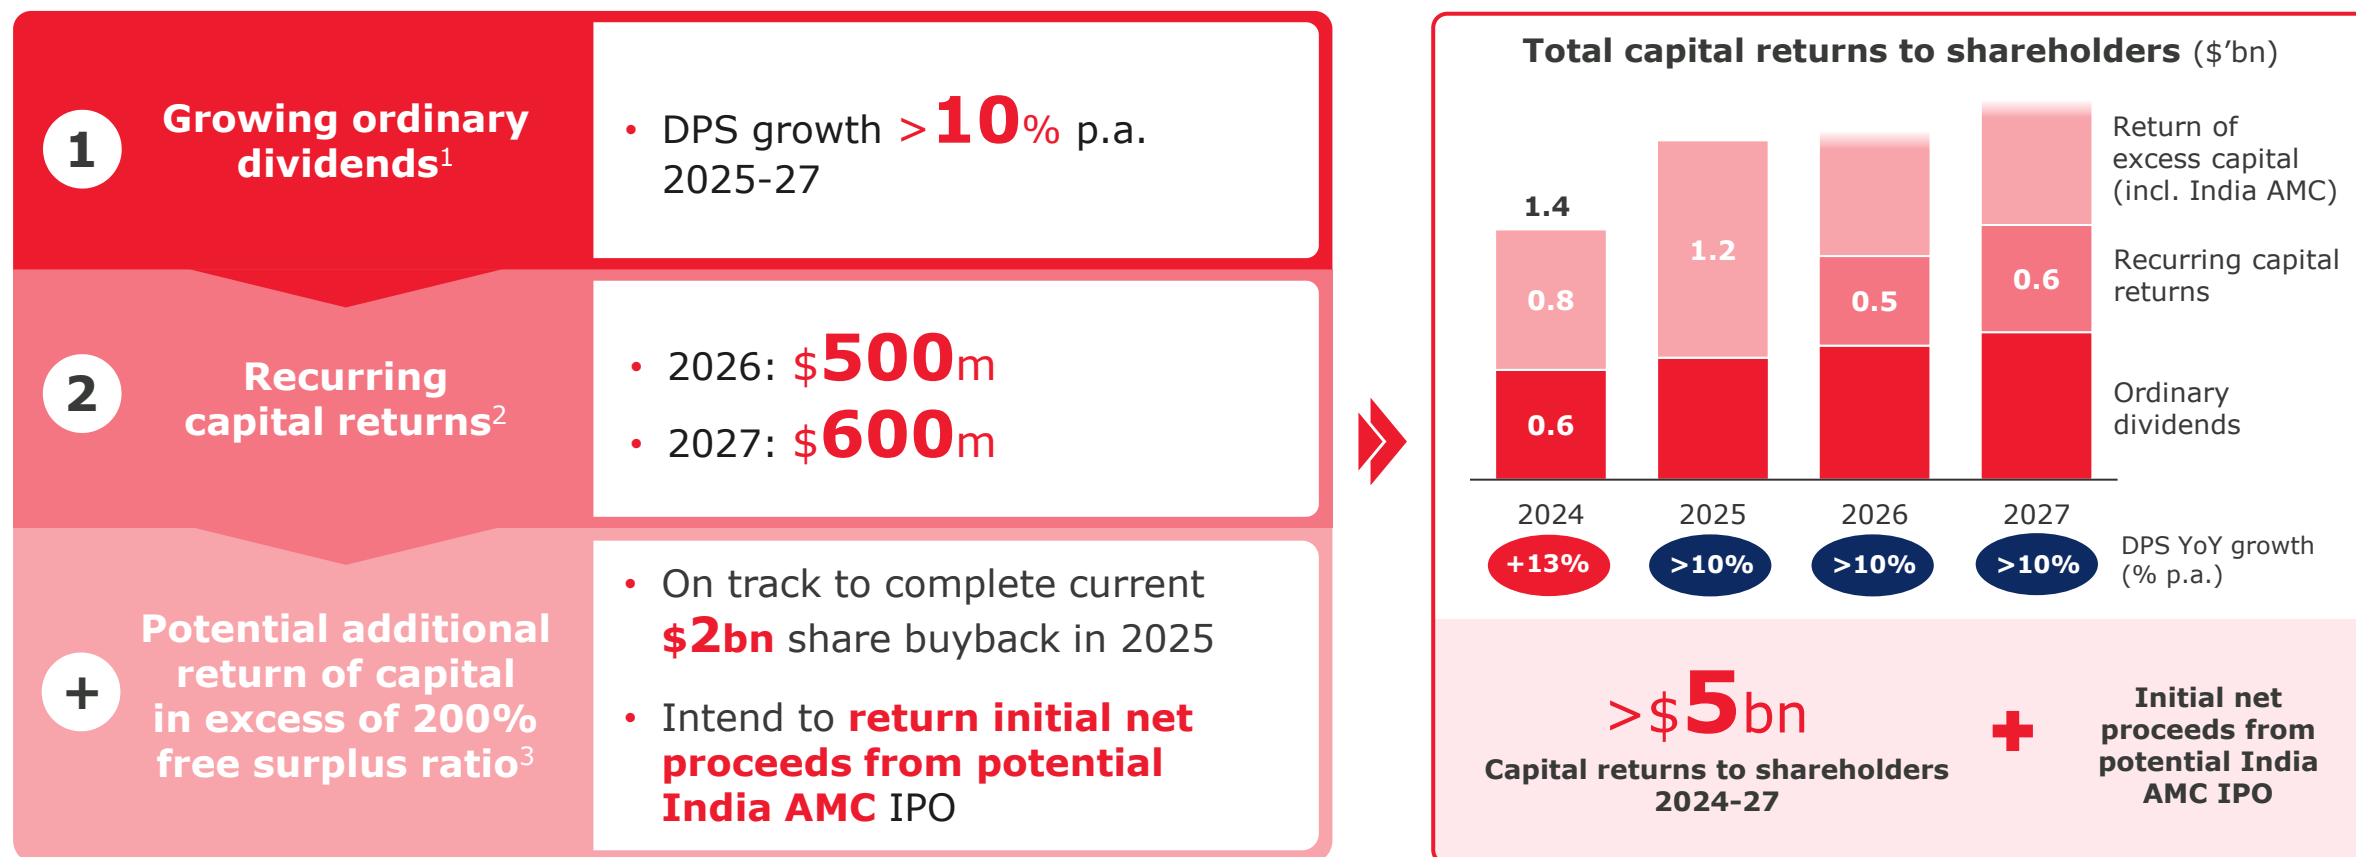 1
Growing ordinary
dividends1
• DPS growth >10% p.a.
2025-27
2
Recurring
capital returns2
• 2026: $500m
• 2027: $600m
+
Potential additional
return of capital
in excess of 200%
free surplus ratio3
• On track to complete current
$2bn share buyback in 2025
• Intend to return initial net
proceeds from potential
India AMC IPO
Total capital returns to shareholders ($’bn)
1.4
0.8
0.6
1.2
0.5
0.6
Return of
excess capital
(incl. India AMC)
Recurring capital
returns
Ordinary
dividends
2024 2025 2026 2027
+13% >10% >10% >10%
DPS YoY growth
(% p.a.)
>$5bn
Capital returns to shareholders
2024-27
+
Initial net
proceeds from
potential India
AMC IPO